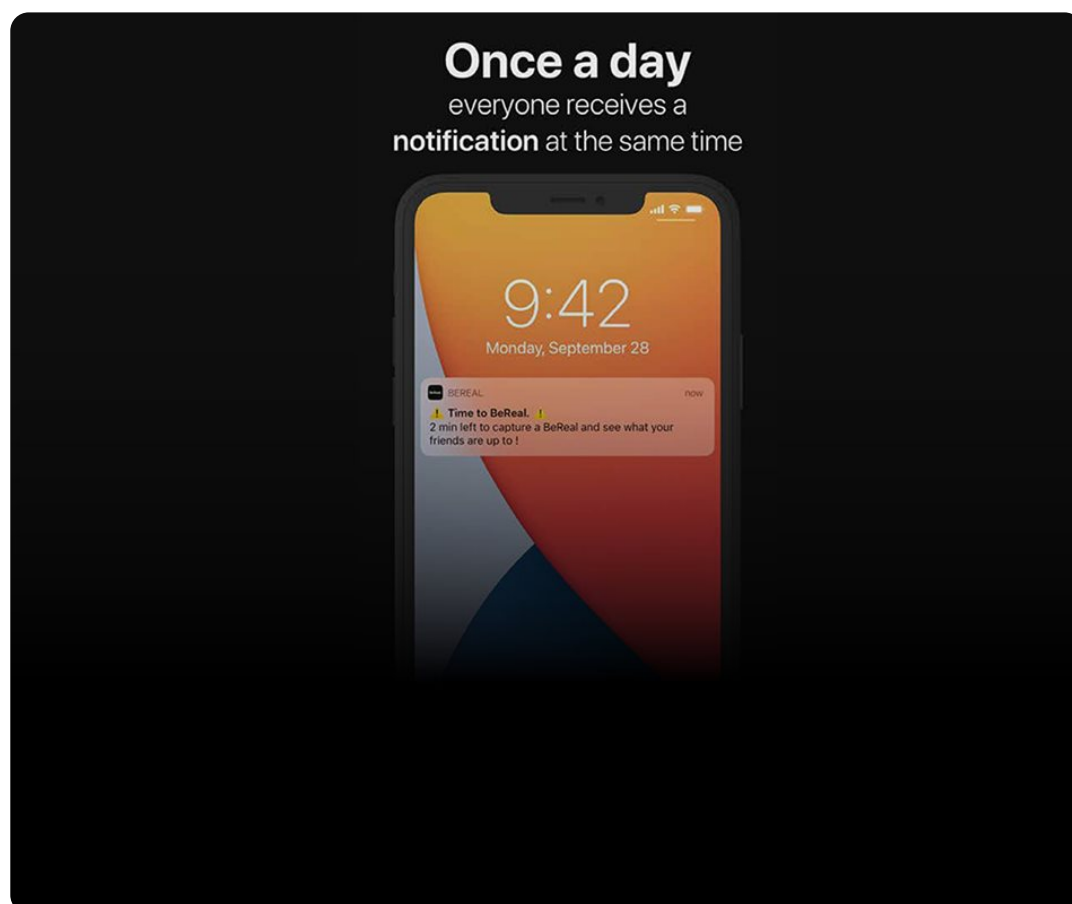 Once a day
everyone receives a
notification at the same time
9:42
Monday, September 28
BEREAL
now
⚠️ Time to BeReal. ⚠️
2 min left to capture a BeReal and see what your
friends are up to !